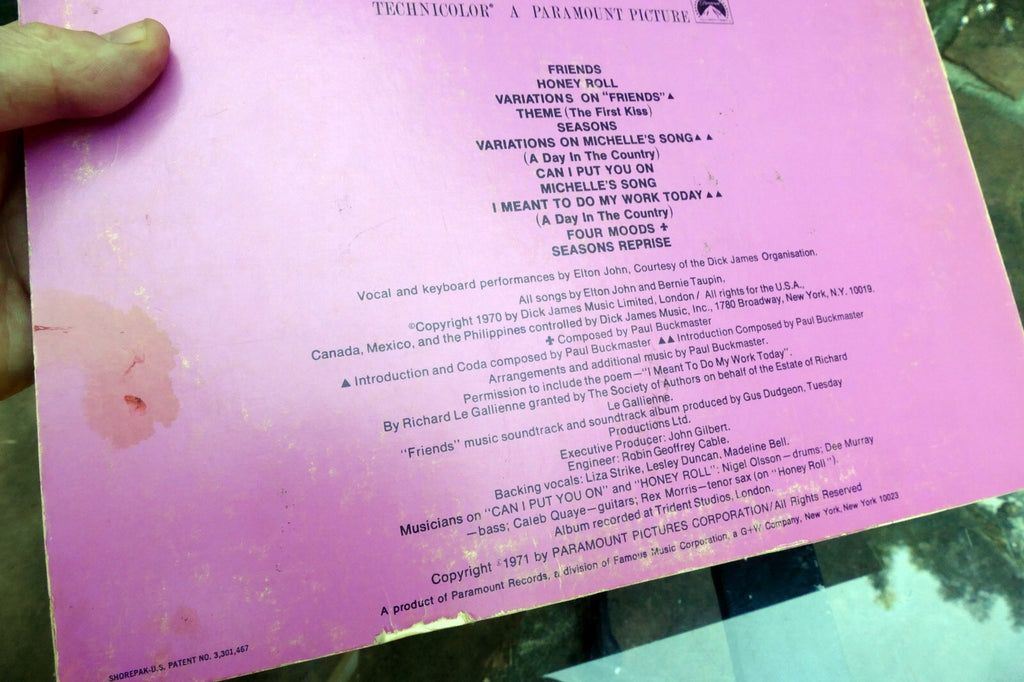 TECHNICOLOR® A PARAMOUNT PICTURE
FRIENDS
HONEY ROLL
VARIATIONS ON "FRIENDS"▲
THEME (The First Kiss)
SEASONS
VARIATIONS ON MICHELLE'S SONG▲▲
(A Day In The Country)
CAN I PUT YOU ON
MICHELLE'S SONG
I MEANT TO DO MY WORK TODAY▲▲
(A Day In The Country)
FOUR MOODS ✚
SEASONS REPRISE
Vocal and keyboard performances by Elton John, Courtesy of the Dick James Organisation.
All songs by Elton John and Bernie Taupin.
©Copyright 1970 by Dick James Music Limited, London / All rights for the U.S.A.,
Canada, Mexico, and the Philippines controlled by Dick James Music, Inc., 1780 Broadway, New York, N.Y. 10019.
✚ Composed by Paul Buckmaster
▲ Introduction and Coda composed by Paul Buckmaster ▲▲ Introduction Composed by Paul Buckmaster
Arrangements and additional music by Paul Buckmaster.
Permission to include the poem—"I Meant To Do My Work Today".
By Richard Le Gallienne granted by The Society of Authors on behalf of the Estate of Richard
Le Gallienne.
"Friends" music soundtrack and soundtrack album produced by Gus Dudgeon, Tuesday
Productions Ltd.
Executive Producer: John Gilbert.
Engineer: Robin Geoffrey Cable,
Backing vocals: Liza Strike, Lesley Duncan, Madeline Bell.
Musicians on "CAN I PUT YOU ON" and "HONEY ROLL": Nigel Olsson—drums; Dee Murray
—bass; Caleb Quaye—guitars; Rex Morris—tenor sax (on "Honey Roll").
Album recorded at Trident Studios, London.
Copyright ©1971 by PARAMOUNT PICTURES CORPORATION/All Rights Reserved
A product of Paramount Records, a division of Famous Music Corporation, a G+W Company, New York, New York 10023
SHOREPAK-U.S. PATENT NO. 3,301,467